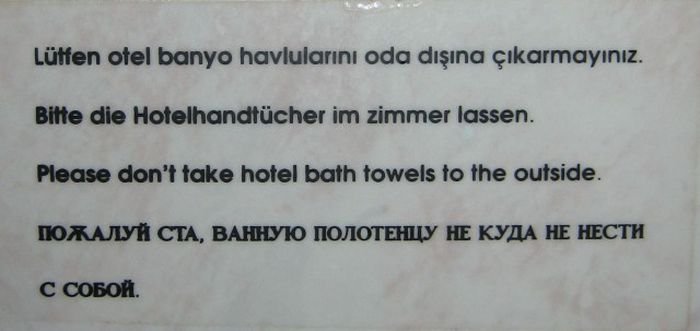 Lütfen otel banyo havlularını oda dışına çıkarmayınız.
Bitte die Hotelhandtücher im zimmer lassen.
Please don't take hotel bath towels to the outside.
ПОЖАЛУЙ СТА, ВАННУЮ ПОЛОТЕНЦУ НЕ КУДА НЕ НЕСТИ
С СОБОЙ.